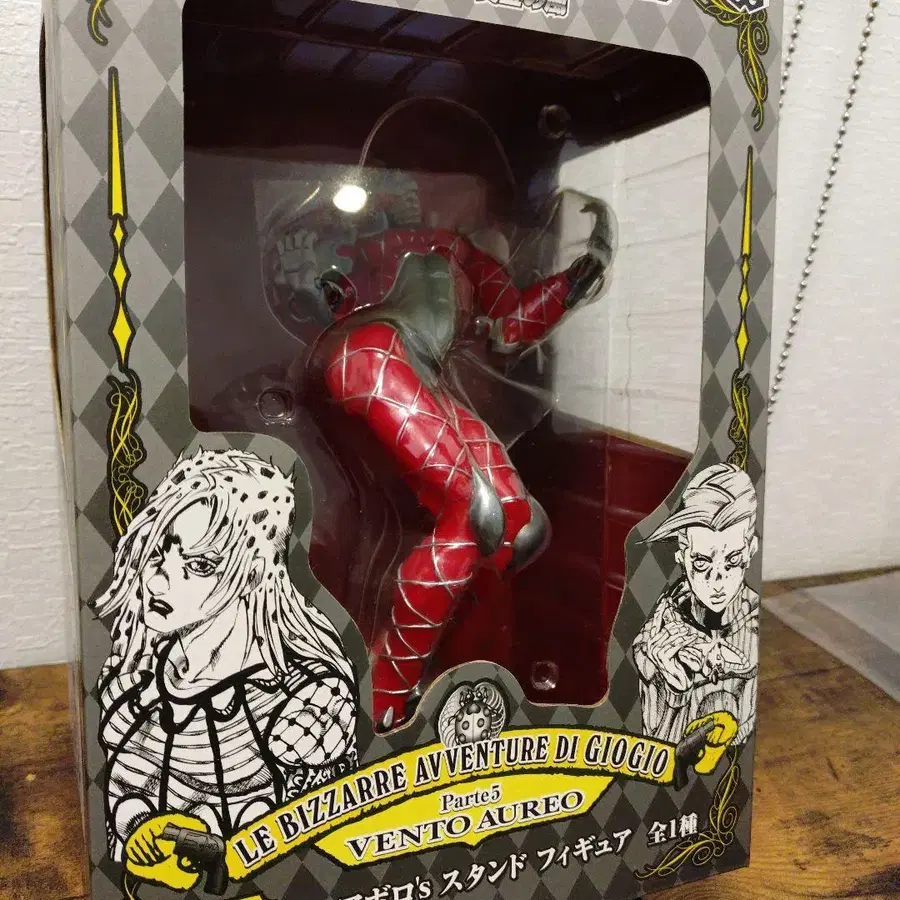 LE BIZZARRE AVVENTURE DI GIOGIO
Parte5
VENTO AUREO
ボロ's スタンド フィギュア 全1種